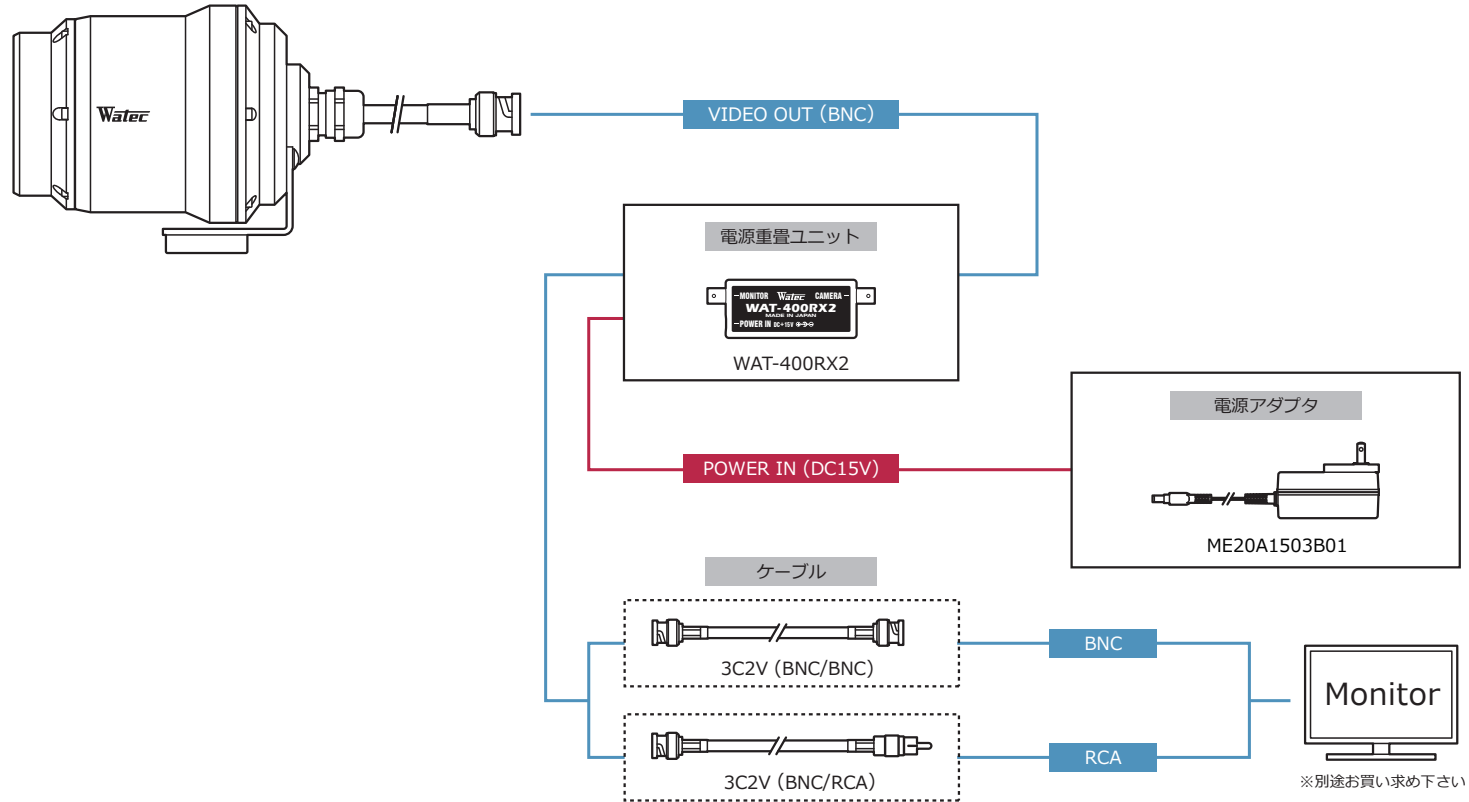 Watec
VIDEO OUT（BNC）
電源重畳ユニット
MONITOR Watec CAMERA
WAT-400RX2
MADE IN JAPAN
POWER IN DC+15V
WAT-400RX2
電源アダプタ
POWER IN（DC15V）
ME20A1503B01
ケーブル
3C2V（BNC/BNC）
BNC
Monitor
3C2V（BNC/RCA）
RCA
※別途お買い求め下さい